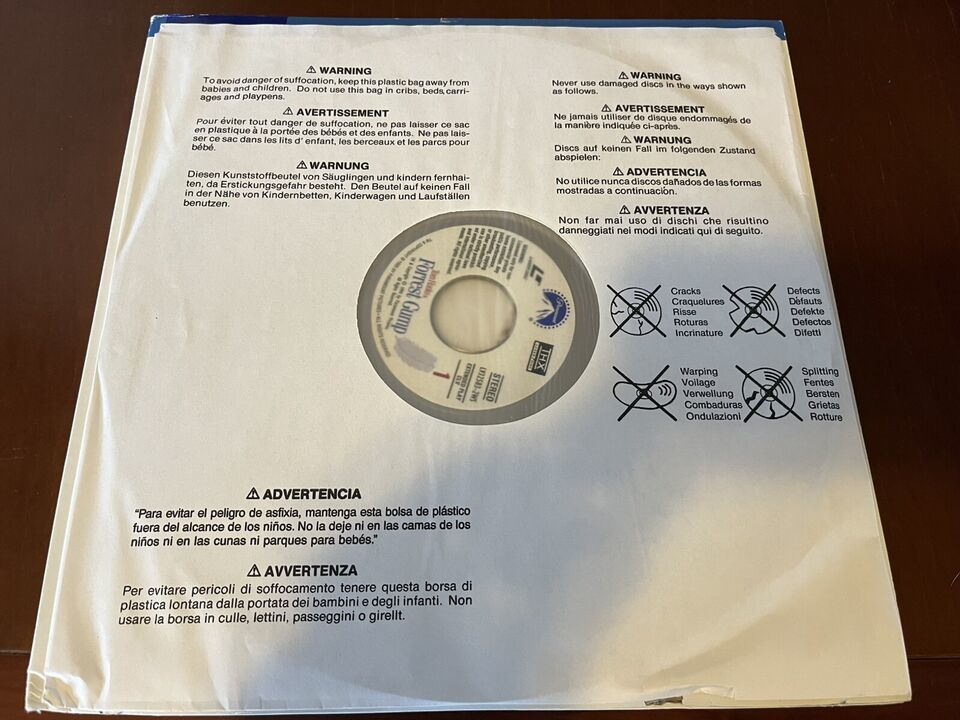 ⚠ WARNING
To avoid danger of suffocation, keep this plastic bag away from
babies and children. Do not use this bag in cribs, beds, carri-
ages and playpens.
⚠ AVERTISSEMENT
Pour éviter tout danger de suffocation, ne pas laisser ce sac
en plastique à la portée des bébés et des enfants. Ne pas lais-
ser ce sac dans les lits d' enfant, les berceaux et les parcs pour
bébé.
⚠ WARNUNG
Diesen Kunststoffbeutel von Säuglingen und kindern fernhai-
ten, da Erstickungsgefahr besteht. Den Beutel auf keinen Fall
in der Nähe von Kindernbetten, Kinderwagen und Laufställen
benutzen.
⚠ WARNING
Never use damaged discs in the ways shown
as follows.
⚠ AVERTISSEMENT
Ne jamais utiliser de disque endommagés de
la manière indiquée ci-après.
⚠ WARNUNG
Discs auf keinen Fall im folgenden Zustand
abspielen:
⚠ ADVERTENCIA
No utilice nunca discos dañados de las formas
mostradas a continuación.
⚠ AVVERTENZA
Non far mai uso di dischi che risultino
danneggiati nei modi indicati qui di seguito.
Cracks
Craquelures
Risse
Roturas
Incrinature
Defects
Défauts
Defekte
Defectos
Difetti
Warping
Voilage
Verwellung
Combaduras
Ondulazioni
Splitting
Fentes
Bersten
Grietas
Rotture
Paramount
THX
Tom Hanks is
Forrest Gump
1
STEREO
LV32583-2WS
EXTENDED PLAY
CLV
⚠ ADVERTENCIA
"Para evitar el peligro de asfixia, mantenga esta bolsa de plástico
fuera del alcance de los niños. No la deje ni en las camas de los
niños ni en las cunas ni parques para bebés."
⚠ AVVERTENZA
Per evitare pericoli di soffocamento tenere questa borsa di
plastica lontana dalla portata dei bambini e degli infanti. Non
usare la borsa in culle, lettini, passeggini o girellt.